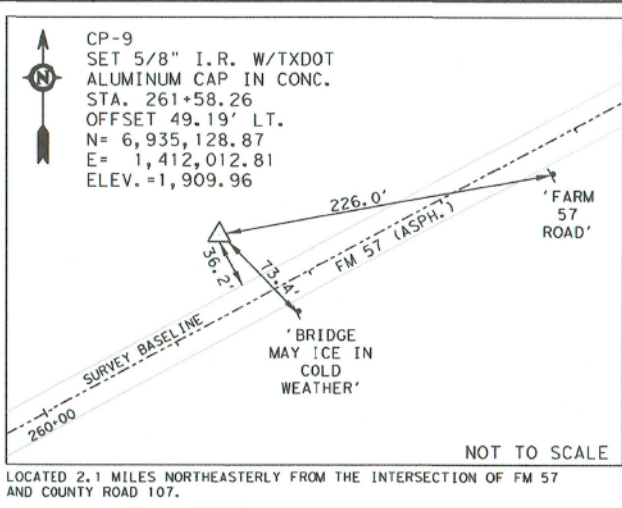 N
CP-9
SET 5/8" I.R. W/TXDOT
ALUMINUM CAP IN CONC.
STA. 261+58.26
OFFSET 49.19' LT.
N= 6,935,128.87
E= 1,412,012.81
ELEV.=1,909.96
226.0'
'FARM
57
ROAD'
FM 57 (ASPH.)
36.2'
73.4'
'BRIDGE
MAY ICE IN
COLD
WEATHER'
SURVEY BASELINE
260+00
NOT TO SCALE
LOCATED 2.1 MILES NORTHEASTERLY FROM THE INTERSECTION OF FM 57
AND COUNTY ROAD 107.